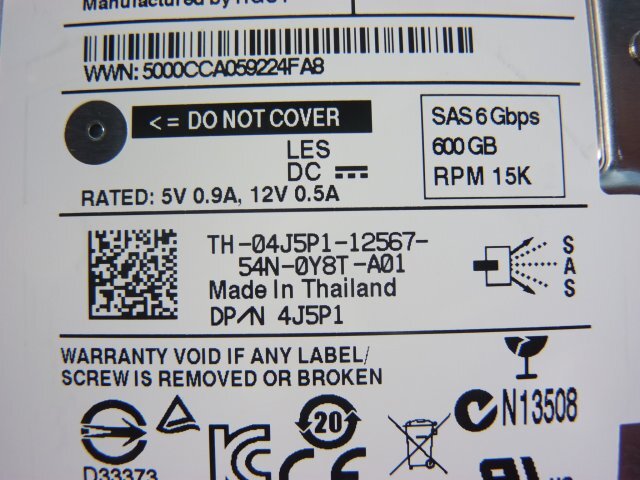 Manufactured by HGST
WWN: 5000CCA059224FA8
<= DO NOT COVER
LES
DC
RATED: 5V 0.9A, 12V 0.5A
SAS 6 Gbps
600 GB
RPM 15K
TH-04J5P1-12567-
54N-0Y8T-A01
Made In Thailand
DP/N 4J5P1
SAS
WARRANTY VOID IF ANY LABEL/
SCREW IS REMOVED OR BROKEN
20
N13508
D33373